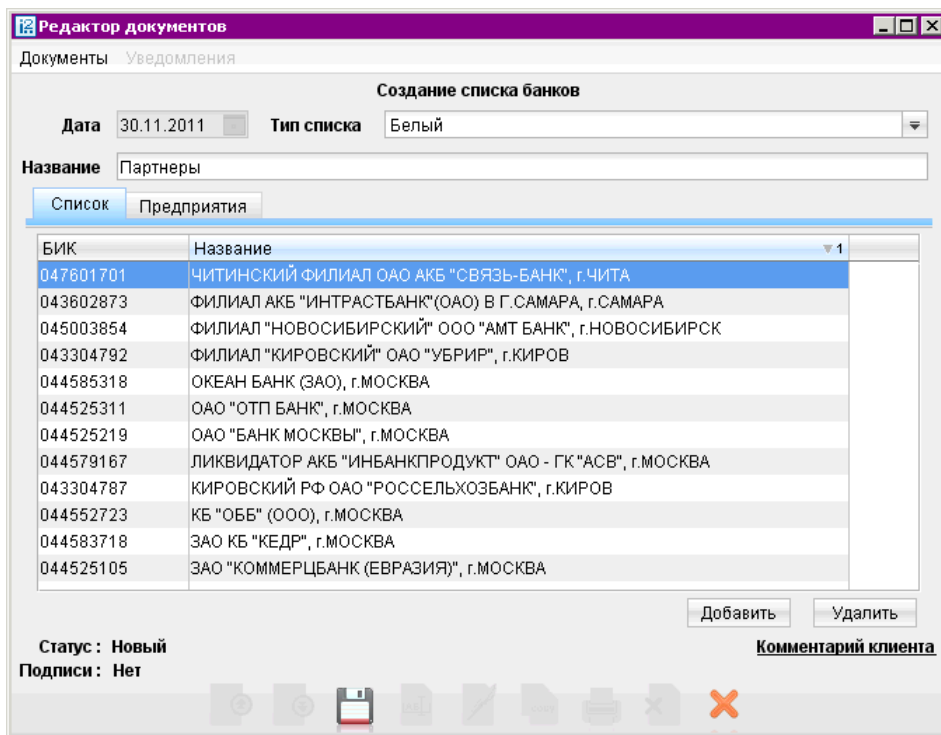 Редактор документов
Документы Уведомления
Создание списка банков
Дата 30.11.2011 Тип списка Белый
Название Партнеры
Список Предприятия
БИК Название 1
047601701 ЧИТИНСКИЙ ФИЛИАЛ ОАО АКБ "СВЯЗЬ-БАНК", г.ЧИТА
043602873 ФИЛИАЛ АКБ "ИНТРАСТБАНК"(ОАО) В Г.САМАРА, г.САМАРА
045003854 ФИЛИАЛ "НОВОСИБИРСКИЙ" ООО "АМТ БАНК", г.НОВОСИБИРСК
043304792 ФИЛИАЛ "КИРОВСКИЙ" ОАО "УБРИР", г.КИРОВ
044585318 ОКЕАН БАНК (ЗАО), г.МОСКВА
044525311 ОАО "ОТП БАНК", г.МОСКВА
044525219 ОАО "БАНК МОСКВЫ", г.МОСКВА
044579167 ЛИКВИДАТОР АКБ "ИНБАНКПРОДУКТ" ОАО - ГК "АСВ", г.МОСКВА
043304787 КИРОВСКИЙ РФ ОАО "РОССЕЛЬХОЗБАНК", г.КИРОВ
044552723 КБ "ОББ" (ООО), г.МОСКВА
044583718 ЗАО КБ "КЕДР", г.МОСКВА
044525105 ЗАО "КОММЕРЦБАНК (ЕВРАЗИЯ)", г.МОСКВА
Добавить Удалить
Статус : Новый Комментарий клиента
Подписи : Нет